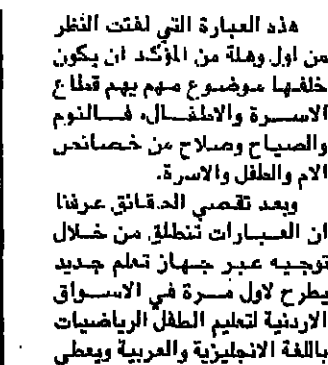 هذه العبارة التي لفتت النظر
من اول وهلة من المؤكد ان يكون
خلفها موضوع مهم يهم قطاع
الاسرة والاطفال، فالنوم
والصياح وصلاح من خصائص
الام والطفل والاسرة.
وبعد تقصي الحقائق عرفنا
ان العبارات تنطلق من خلال
توجيه عبر جهاز تعلم جديد
يطرح لاول مرة في الاسواق
الاردنية لتعليم الطفل الرياضيات
باللغة الانجليزية والعربية ويعطي